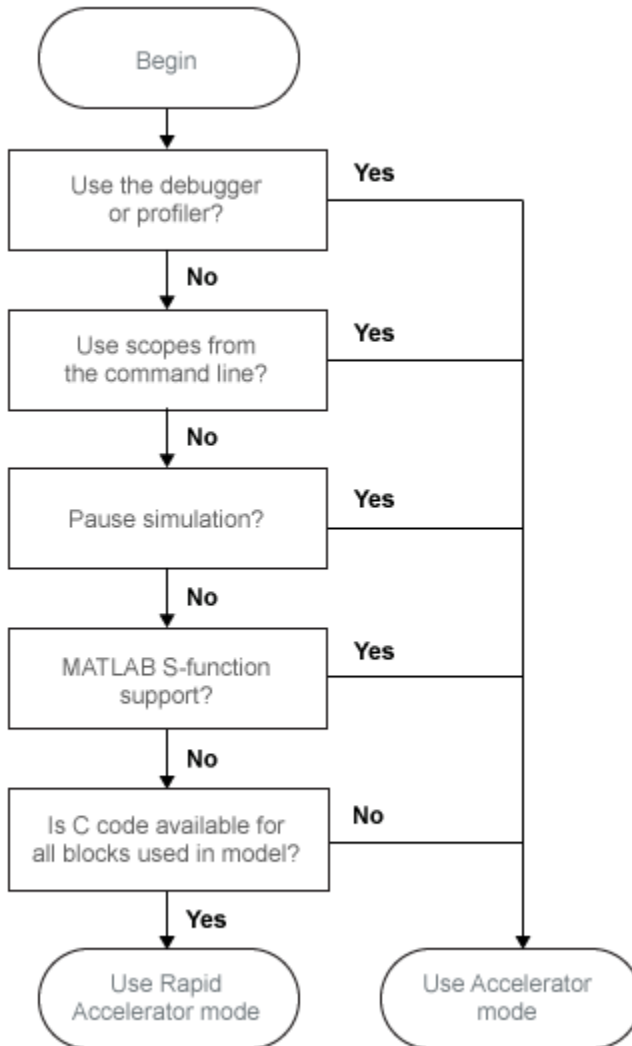 Begin
Use the debugger
or profiler?
Yes
No
Use scopes from
the command line?
Yes
No
Pause simulation?
Yes
No
MATLAB S-function
support?
Yes
No
Is C code available for
all blocks used in model?
No
Yes
Use Rapid
Accelerator mode
Use Accelerator
mode